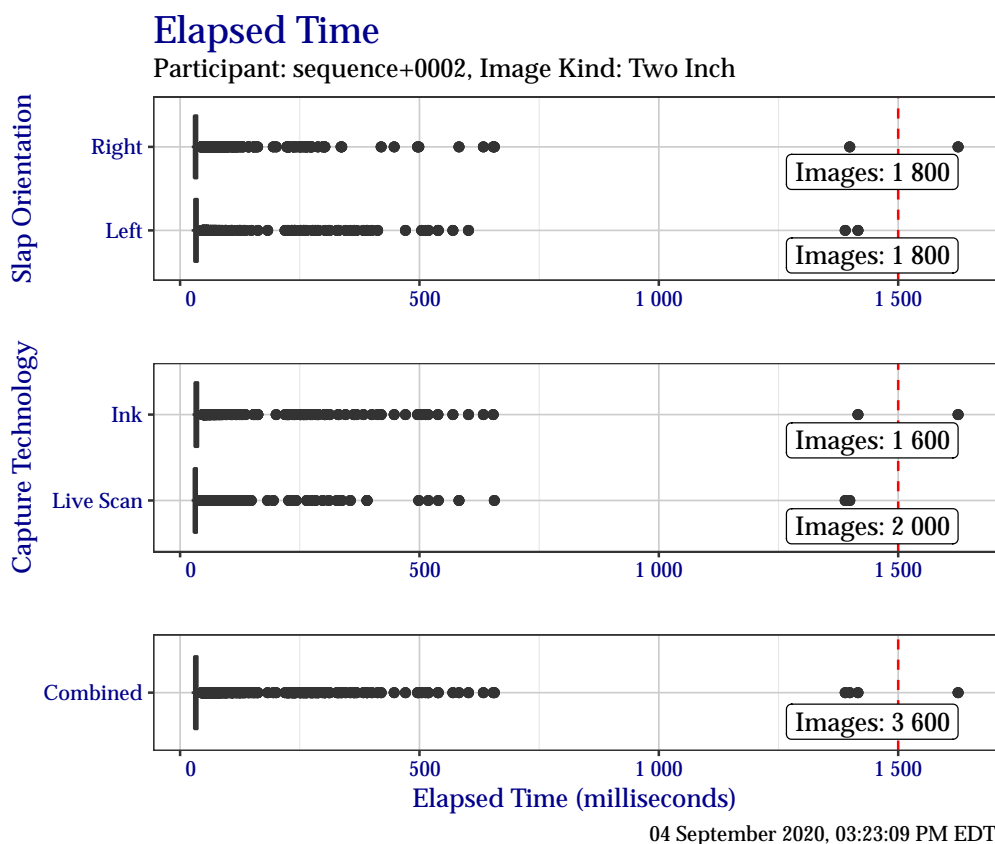 Elapsed Time
Participant: sequence+0002, Image Kind: Two Inch
Slap Orientation
Right
Images: 1 800
Left
Images: 1 800
0 500 1 000 1 500
Capture Technology
Ink
Images: 1 600
Live Scan
Images: 2 000
0 500 1 000 1 500
Combined
Images: 3 600
0 500 1 000 1 500
Elapsed Time (milliseconds)
04 September 2020, 03:23:09 PM EDT